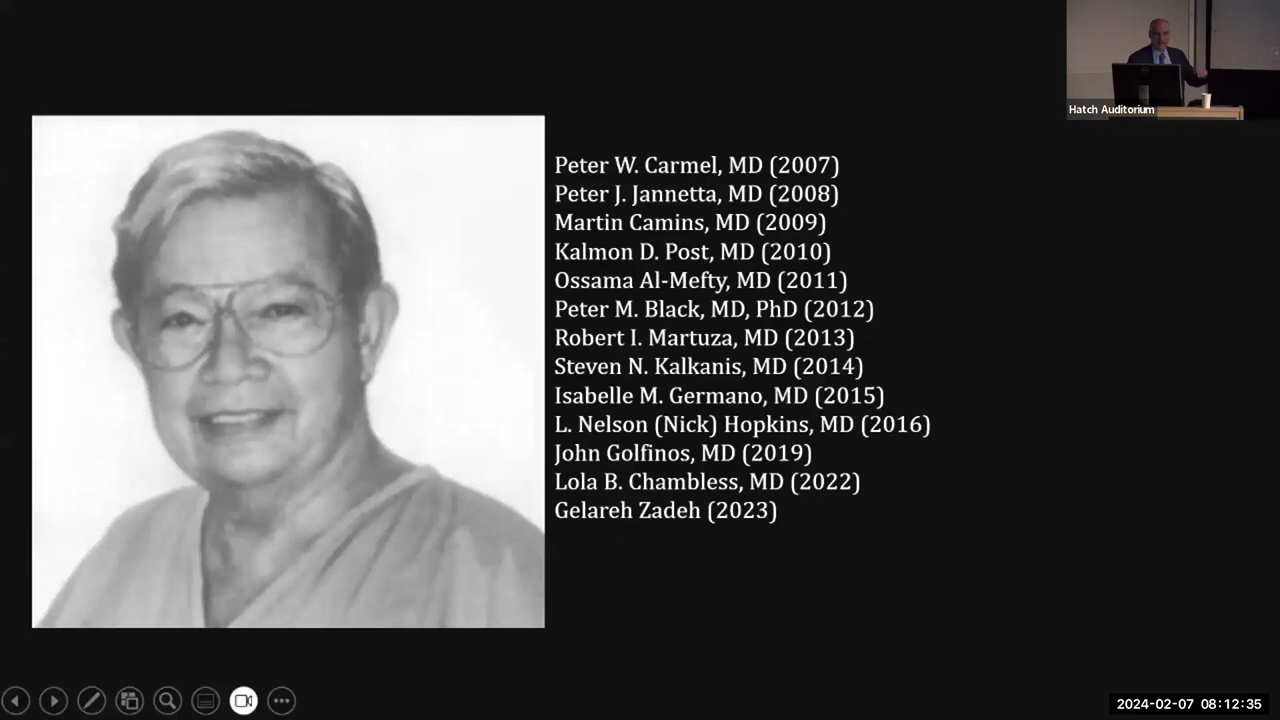 Hatch Auditorium
Peter W. Carmel, MD (2007)
Peter J. Jannetta, MD (2008)
Martin Camins, MD (2009)
Kalmon D. Post, MD (2010)
Ossama Al-Mefty, MD (2011)
Peter M. Black, MD, PhD (2012)
Robert I. Martuza, MD (2013)
Steven N. Kalkanis, MD (2014)
Isabelle M. Germano, MD (2015)
L. Nelson (Nick) Hopkins, MD (2016)
John Golfinos, MD (2019)
Lola B. Chambless, MD (2022)
Gelareh Zadeh (2023)
2024-02-07 08:12:35